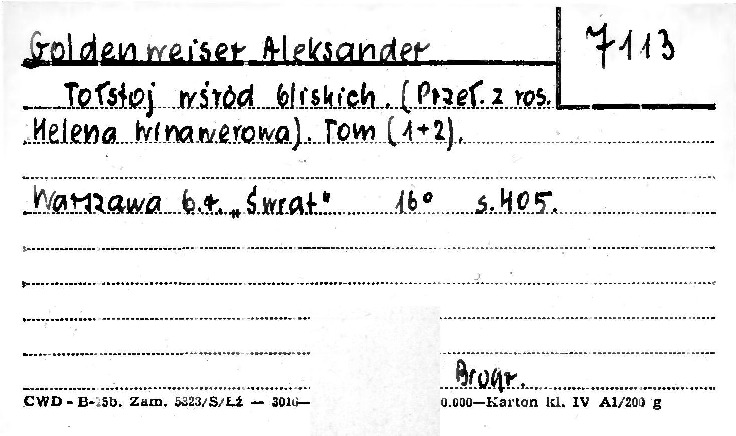 Goldenweiser Aleksander
7113
Tołstoj wśród bliskich. (Przeł. z ros.
Helena Winawerowa). Tom (1+2).
Warszawa b.r. „Świat" 16° s. 405.
Biogr.
CWD - B-25b. Zam. 5323/S/Łż — 3010— 0.000—Karton kl. IV A1/200 g